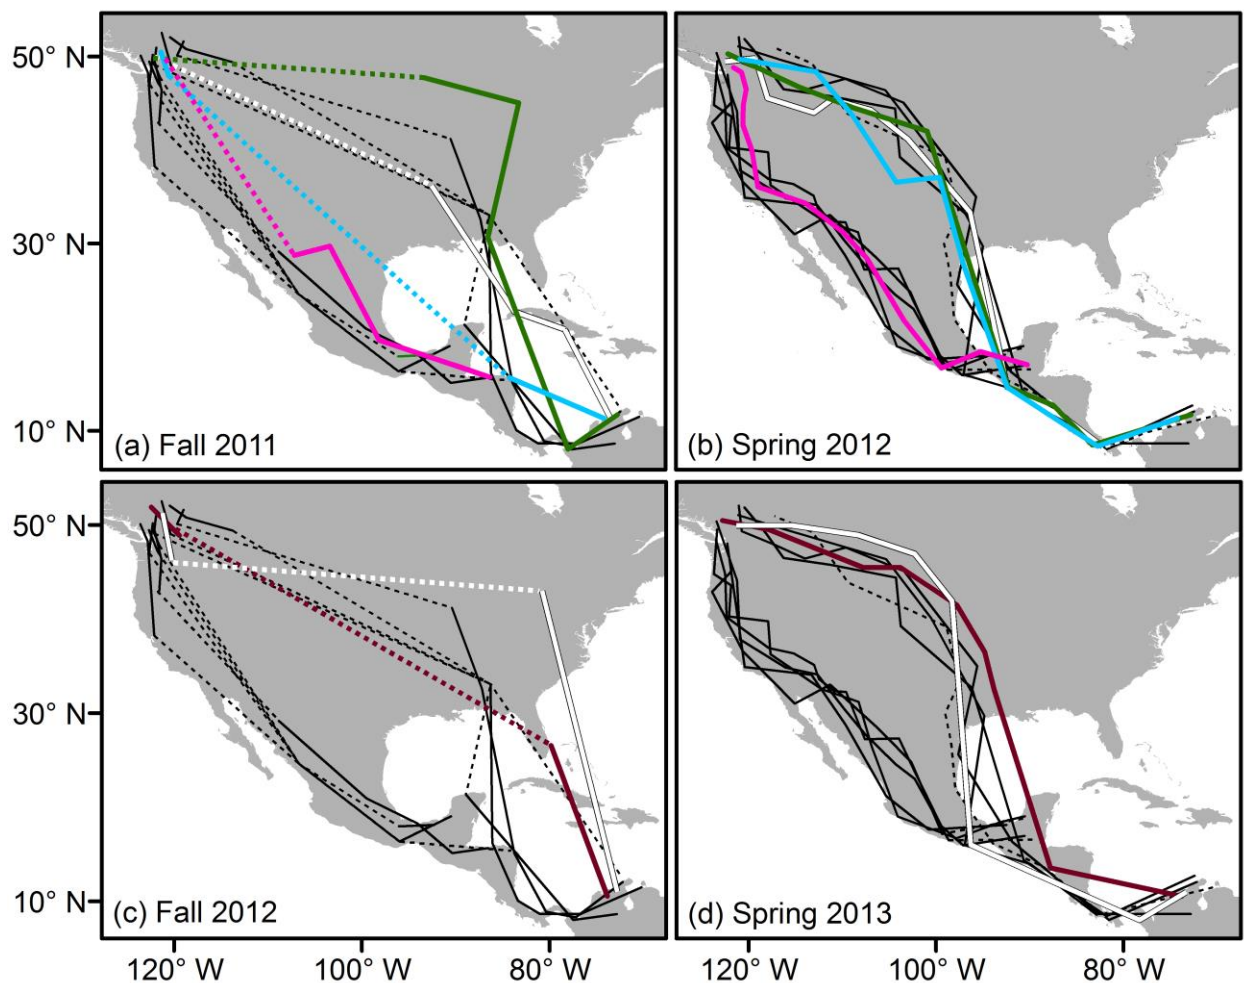 50° N
30° N
10° N
(a) Fall 2011
(b) Spring 2012
50° N
30° N
10° N
(c) Fall 2012
(d) Spring 2013
120° W
100° W
80° W
120° W
100° W
80° W